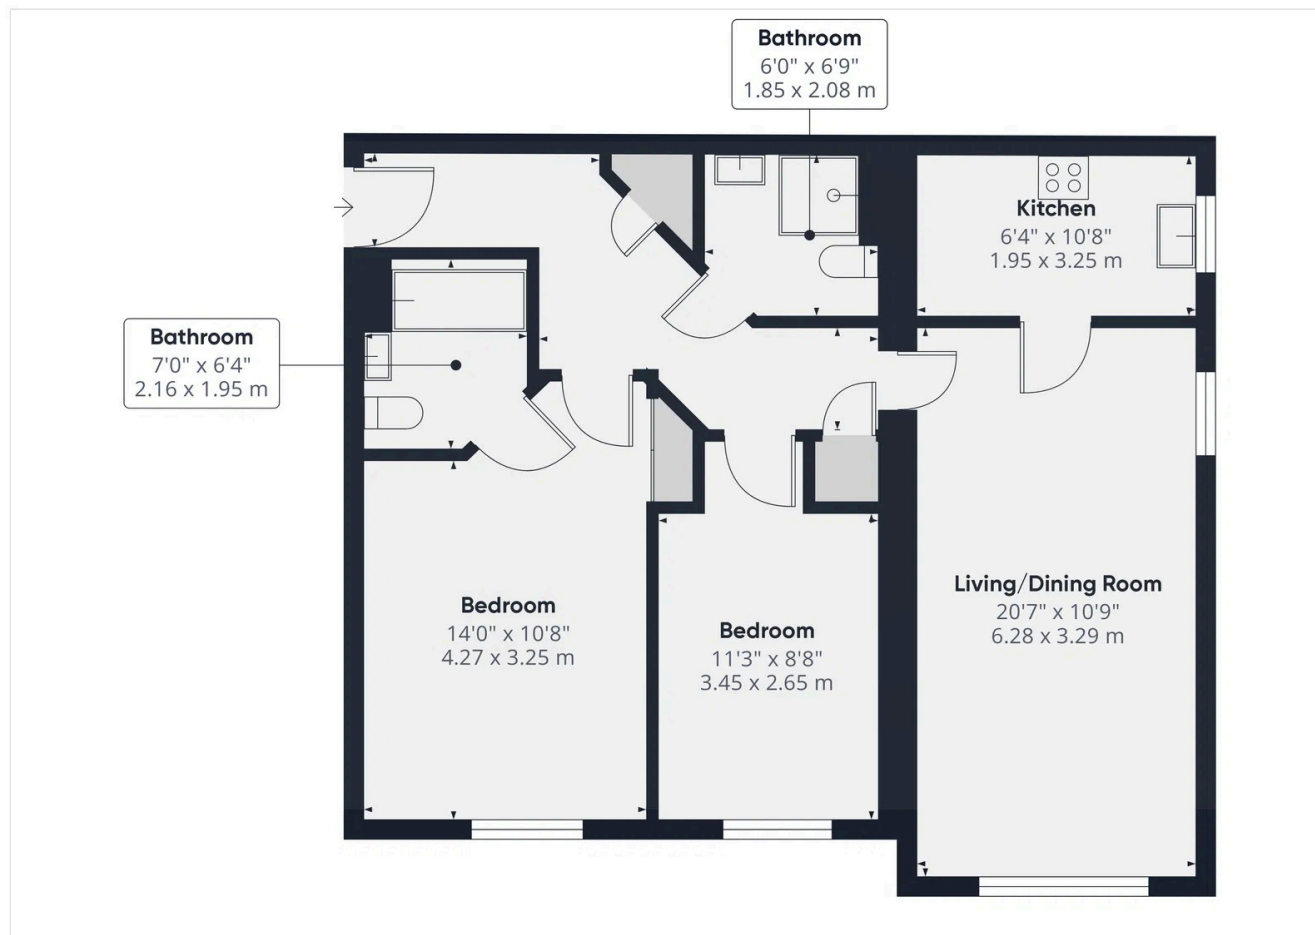 Bathroom
6'0" x 6'9"
1.85 x 2.08 m
Kitchen
6'4" x 10'8"
1.95 x 3.25 m
Bathroom
7'0" x 6'4"
2.16 x 1.95 m
Bedroom
14'0" x 10'8"
4.27 x 3.25 m
Bedroom
11'3" x 8'8"
3.45 x 2.65 m
Living/Dining Room
20'7" x 10'9"
6.28 x 3.29 m